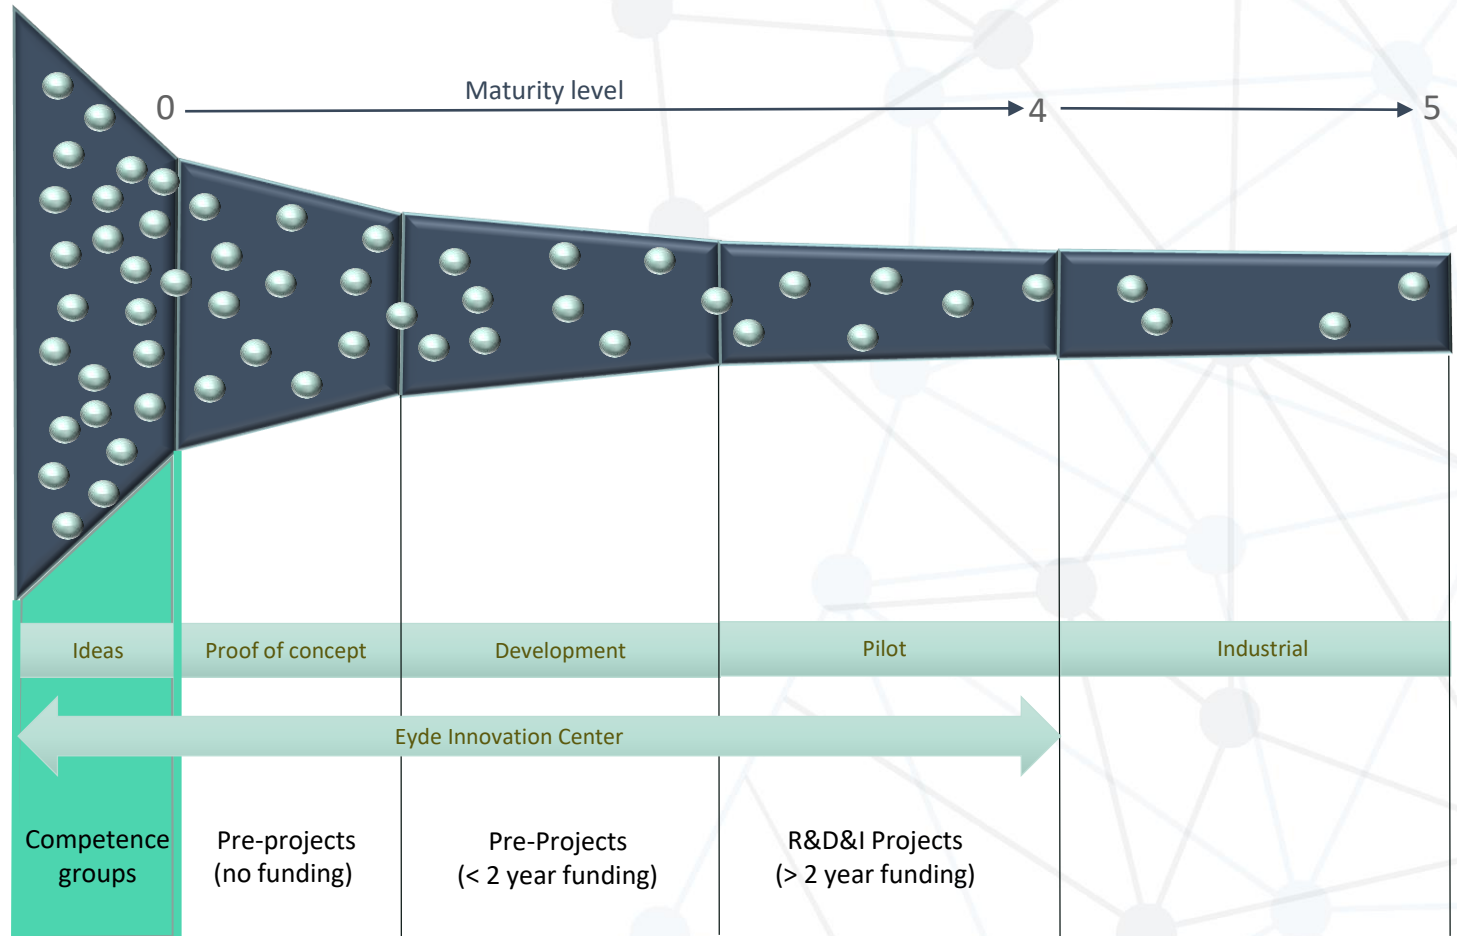 Maturity level
0
4
5
Ideas
Proof of concept
Development
Pilot
Industrial
Eyde Innovation Center
Competence
groups
Pre-projects
(no funding)
Pre-Projects
(< 2 year funding)
R&D&I Projects
(> 2 year funding)